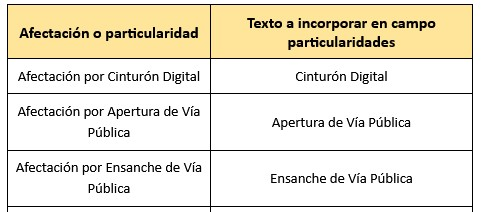 Afectación o particularidad
Texto a incorporar en campo
particularidades
Afectación por Cinturón Digital
Cinturón Digital
Afectación por Apertura de Vía
Pública
Apertura de Vía Pública
Afectación por Ensanche de Vía
Pública
Ensanche de Vía Pública